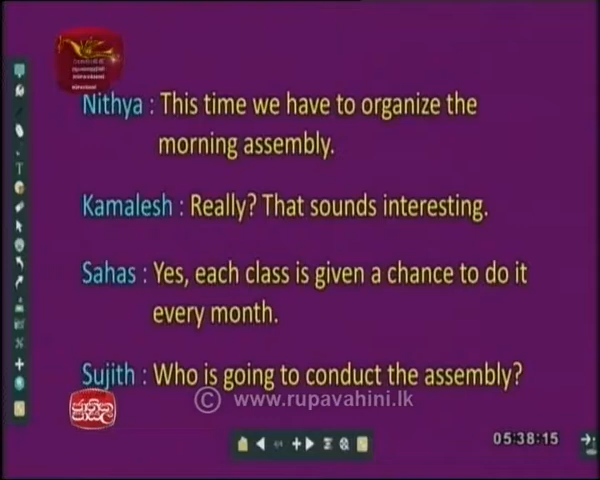 Nithya : This time we have to organize the
morning assembly.
Kamalesh : Really? That sounds interesting.
Sahas : Yes, each class is given a chance to do it
every month.
Sujith : Who is going to conduct the assembly?
© www.rupavahini.lk
05:38:15